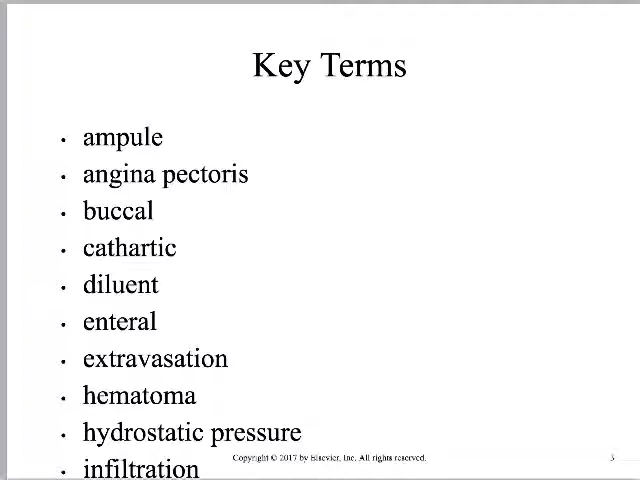 Key Terms
• ampule
• angina pectoris
• buccal
• cathartic
• diluent
• enteral
• extravasation
• hematoma
• hydrostatic pressure
Copyright © 2017 by Elsevier, Inc. All rights reserved.
3
• infiltration